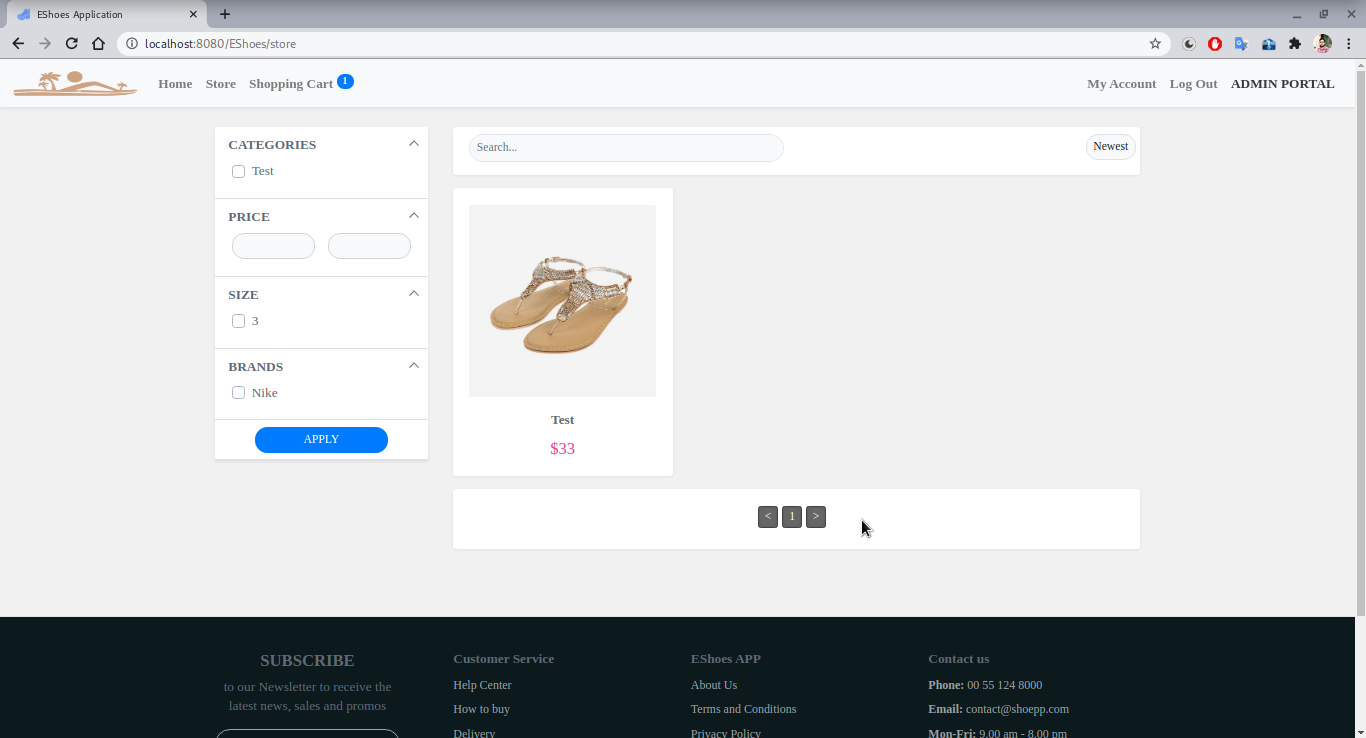 EShoes Application
localhost:8080/EShoes/store
Home Store Shopping Cart 1 My Account Log Out ADMIN PORTAL
CATEGORIES
Test
PRICE
SIZE
3
BRANDS
Nike
APPLY
Search... Newest
Test
$33
< 1 >
SUBSCRIBE
to our Newsletter to receive the
latest news, sales and promos
Customer Service
Help Center
How to buy
Delivery
EShoes APP
About Us
Terms and Conditions
Privacy Policy
Contact us
Phone: 00 55 124 8000
Email: contact@shoepp.com
Mon-Fri: 9.00 am - 8.00 pm